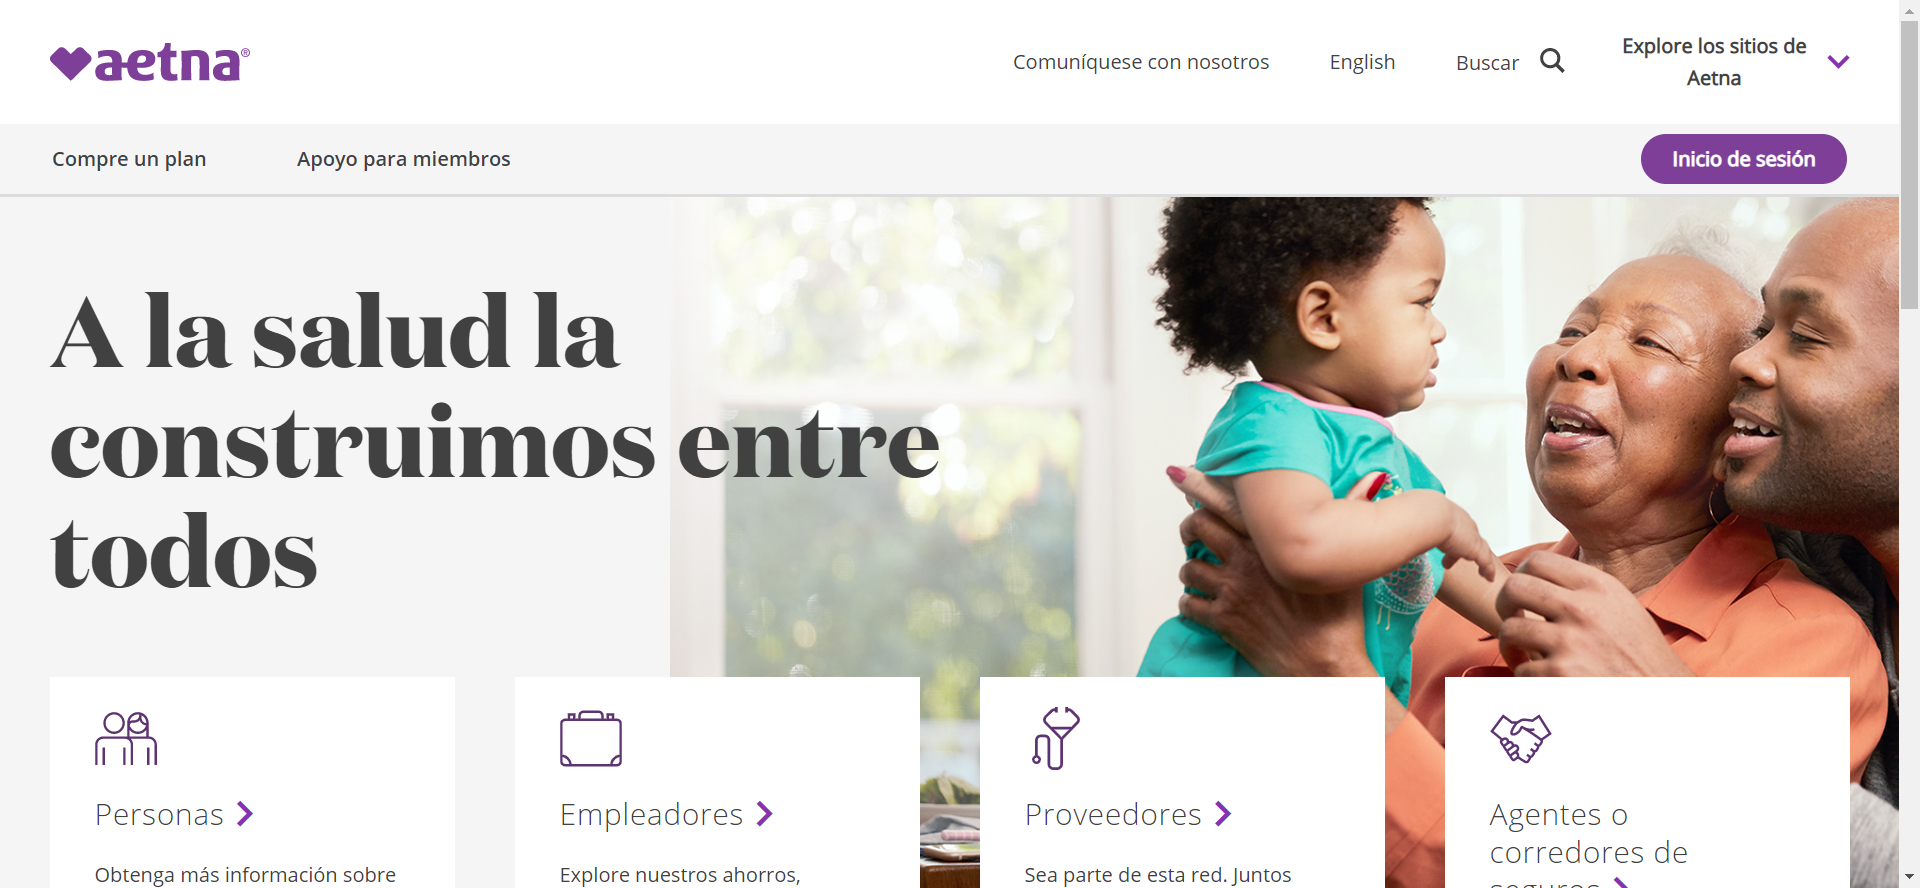 aetna®
Comuníquese con nosotros
English
Buscar
Explore los sitios de
Aetna
Compre un plan
Apoyo para miembros
Inicio de sesión
A la salud la
construimos entre
todos
Personas
Obtenga más información sobre
Empleadores
Explore nuestros ahorros,
Proveedores
Sea parte de esta red. Juntos
Agentes o
corredores de
seguros